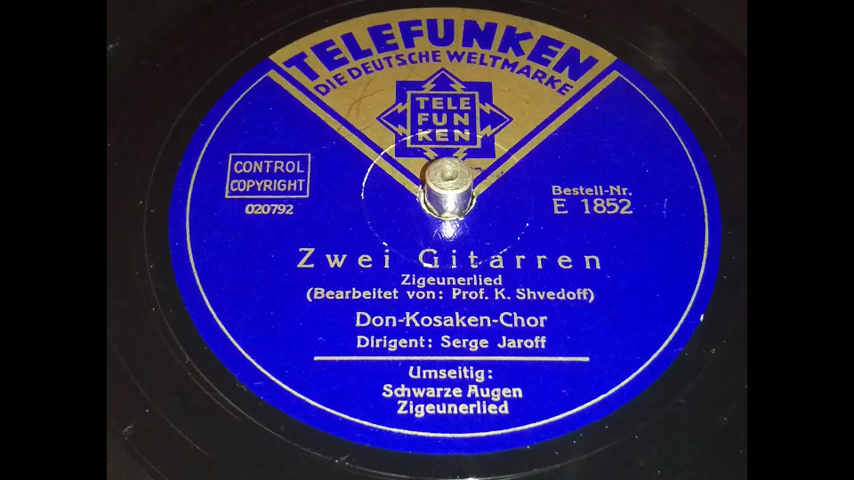 TELEFUNKEN
DIE DEUTSCHE WELTMARKE
TELE
FUN
KEN
CONTROL
COPYRIGHT
020792
Bestell-Nr.
E 1852
Zwei Gitarren
Zigeunerlied
(Bearbeitet von: Prof. K. Shvedoff)
Don-Kosaken-Chor
Dirigent: Serge Jaroff
Umseitig:
Schwarze Augen
Zigeunerlied